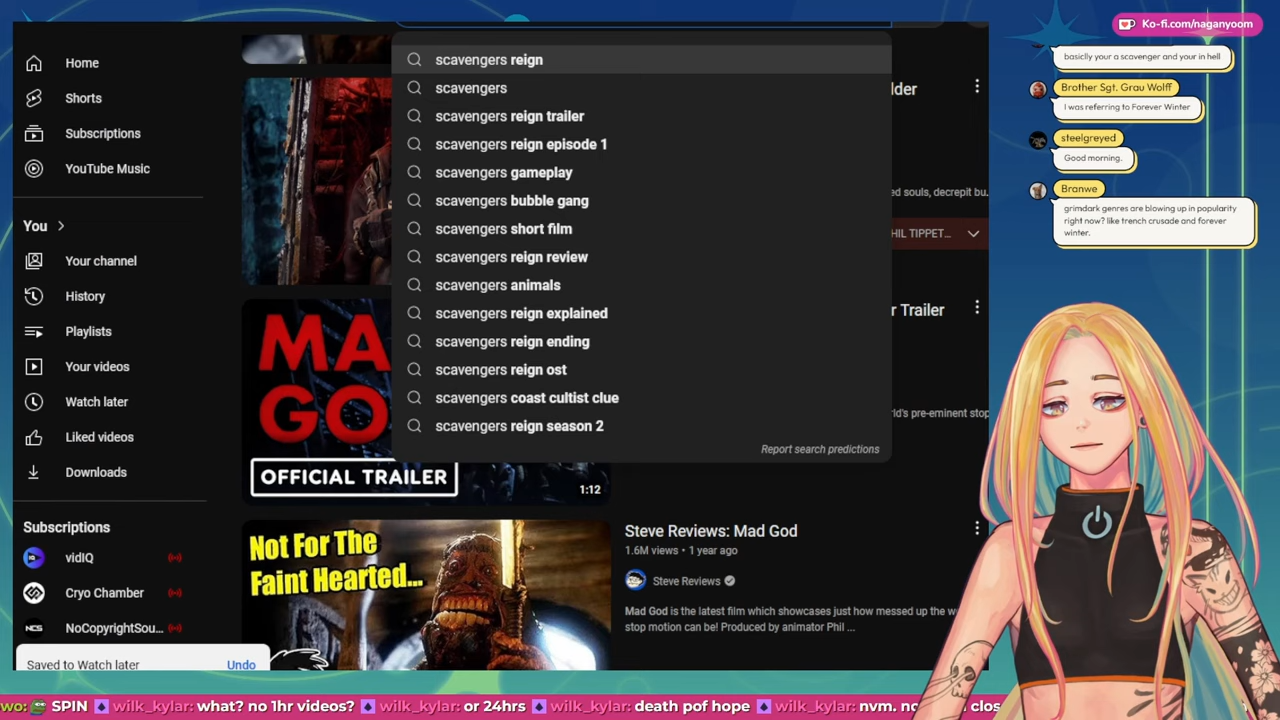 Home
Shorts
Subscriptions
YouTube Music
You
Your channel
History
Playlists
Your videos
Watch later
Liked videos
Downloads
Subscriptions
vidIQ
Cryo Chamber
NoCopyrightSou...
Saved to Watch later
Undo
scavengers reign
scavengers
scavengers reign trailer
scavengers reign episode 1
scavengers gameplay
scavengers bubble gang
scavengers short film
scavengers reign review
scavengers animals
scavengers reign explained
scavengers reign ending
scavengers reign ost
scavengers coast cultist clue
scavengers reign season 2
Report search predictions
lder
ed souls, decrepit bu...
HIL TIPPET...
r Trailer
rld's pre-eminent stop
MA
GO
OFFICIAL TRAILER
1:12
Not For The
Faint Hearted...
Steve Reviews: Mad God
1.6M views • 1 year ago
Steve Reviews
Mad God is the latest film which showcases just how messed up the w
stop motion can be! Produced by animator Phil ...
Ko-fi.com/naganyoom
basiclly your a scavenger and your in hell
Brother Sgt. Grau Wolff
I was referring to Forever Winter
steelgreyed
Good morning.
Branwe
grimdark genres are blowing up in popularity
right now? like trench crusade and forever
winter.
wo: SPIN wilk_kylar: what? no 1hr videos? wilk_kylar: or 24hrs wilk_kylar: death pof hope wilk_kylar: nvm. no clos